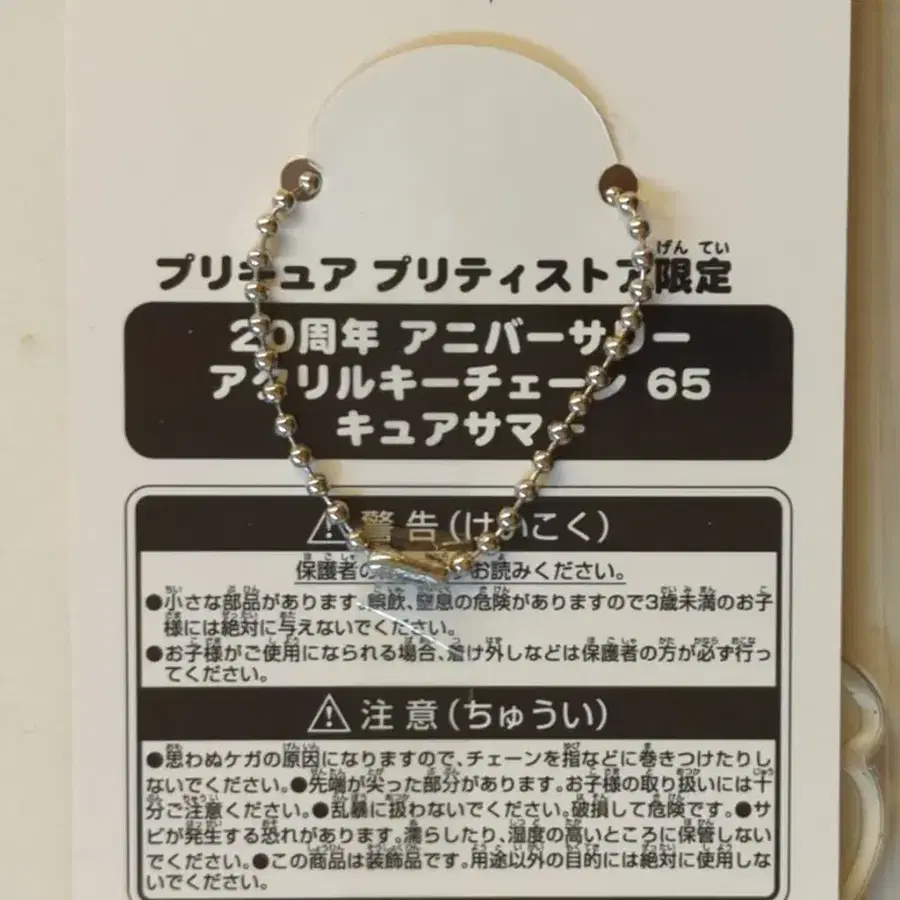 プリキュア プリティストア限定
20周年 アニバーサリー
アクリルキーチェーン 65
キュアサマー
⚠警告(けいこく)
保護者の お読みください。
●小さな部品があります。誤飲、窒息の危険がありますので3歳未満のお子
様には絶対に与えないでください。
●お子様がご使用になられる場合、着け外しなどは保護者の方が必ず行っ
てください。
⚠注意(ちゅうい)
●思わぬケガの原因になりますので、チェーンを指などに巻きつけたりし
ないでください。●先端が尖った部分があります。お子様の取り扱いには十
分ご注意ください。●乱暴に扱わないでください。破損して危険です。●サ
ビが発生する恐れがあります。濡らしたり、湿度の高いところに保管しない
でください。●この商品は装飾品です。用途以外の目的には絶対に使用しな
いでください。